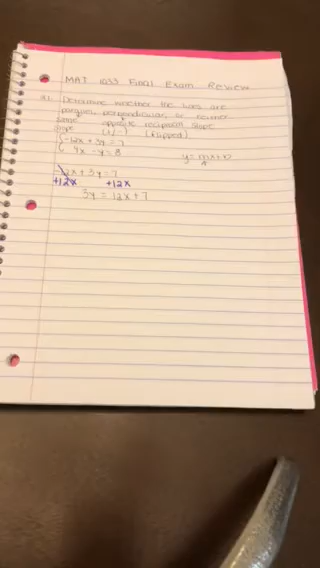 MAT 1033 Final Exam Review
#1. Determine whether the lines are
parallel, perpendicular, or neither
same opposite reciprocal slope
slope (+/-) (flipped)
{ -12x + 3y = 7
{ 4x - y = 8 y = mx + b
-12x + 3y = 7
+12x +12x
3y = 12x + 7